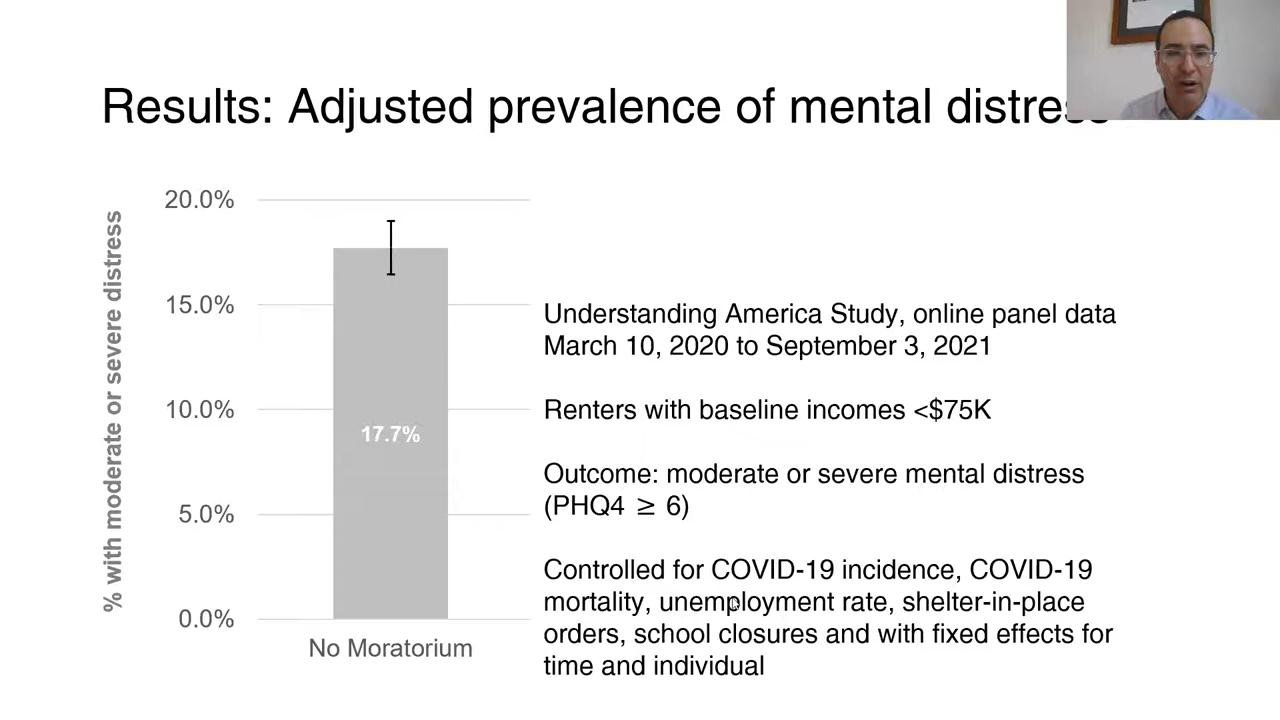 Results: Adjusted prevalence of mental
% with moderate or severe distress
20.0%
15.0%
10.0%
5.0%
0.0%
17.7%
No Moratorium
Understanding America Study, online panel data
March 10, 2020 to September 3, 2021
Renters with baseline incomes <$75K
Outcome: moderate or severe mental distress
(PHQ4 ≥ 6)
Controlled for COVID-19 incidence, COVID-19
mortality, unemployment rate, shelter-in-place
orders, school closures and with fixed effects for
time and individual